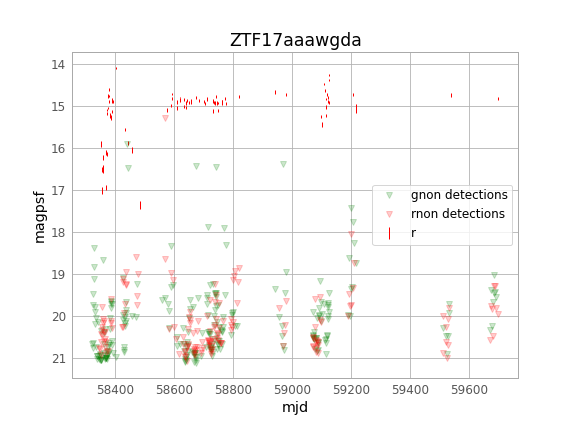 ZTF17aaawgda
14
15
16
17
18
19
20
21
magpsf
gnon detections
rnon detections
r
58400
58600
58800
59000
59200
59400
59600
mjd